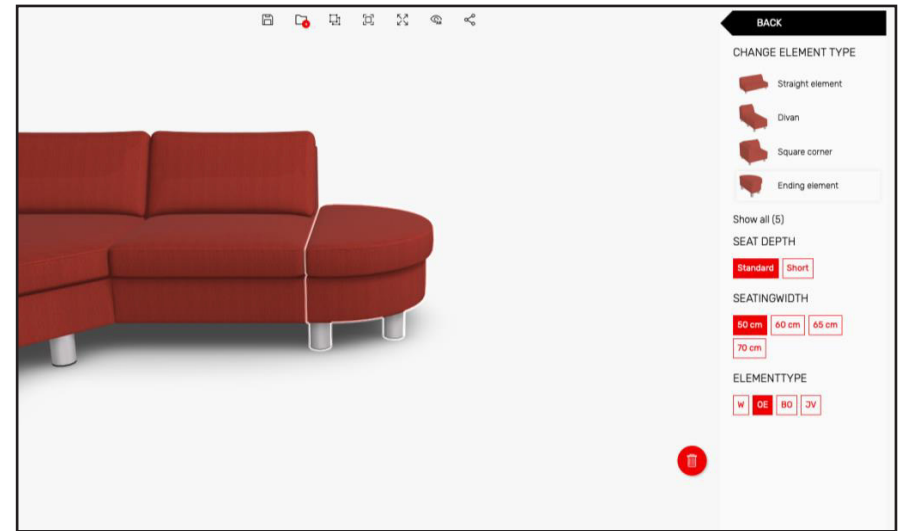 BACK
CHANGE ELEMENT TYPE
Straight element
Divan
Square corner
Ending element
Show all (5)
SEAT DEPTH
Standard Short
SEATINGWIDTH
50 cm 60 cm 65 cm
70 cm
ELEMENTTYPE
W OE BO JV